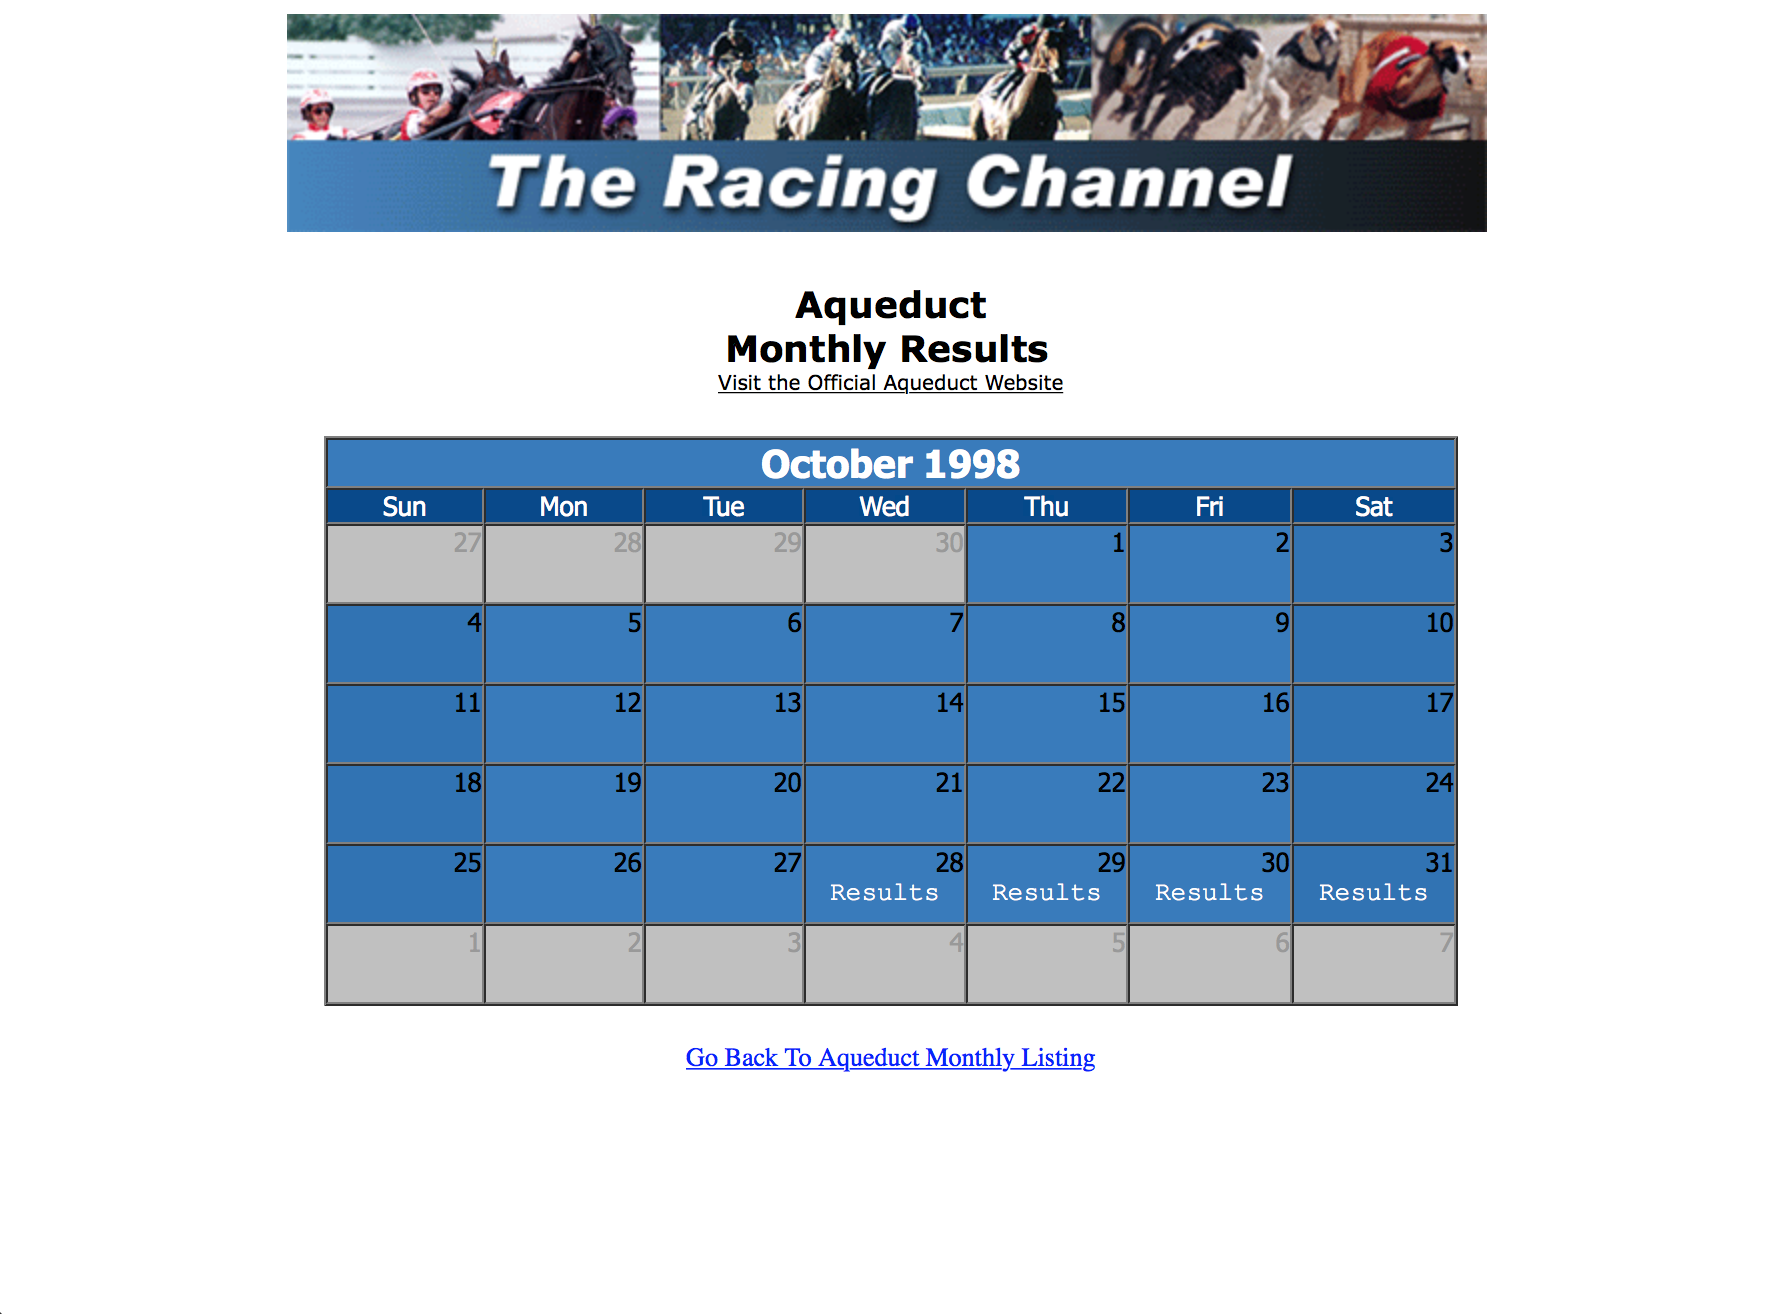 The Racing Channel
Aqueduct
Monthly Results
Visit the Official Aqueduct Website
October 1998
Sun Mon Tue Wed Thu Fri Sat
27 28 29 30 1 2 3
4 5 6 7 8 9 10
11 12 13 14 15 16 17
18 19 20 21 22 23 24
25 26 27 28 29 30 31
Results Results Results Results
1 2 3 4 5 6 7
Go Back To Aqueduct Monthly Listing